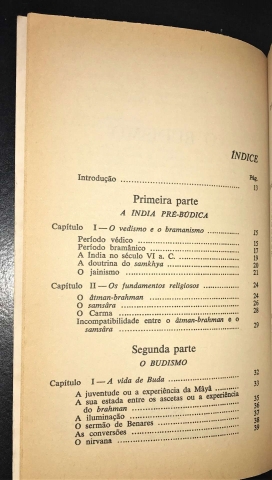 ÍNDICE
Pág.
Introdução ........ 13
Primeira parte
A INDIA PRÉ-BÚDICA
Capítulo I — O vedismo e o bramanismo ........ 15
Período védico ........ 15
Período bramânico ........ 17
A Índia no século VI a. C. ........ 19
A doutrina do samkhya ........ 20
O jainismo ........ 21
Capítulo II — Os fundamentos religiosos ........ 24
O âtman-brahman ........ 24
O samsâra ........ 26
O Carma ........ 28
Incompatibilidade entre o âtman-brahman e o
samsâra ........ 29
Segunda parte
O BUDISMO
Capítulo I — A vida de Buda ........ 32
A juventude ou a experiência da Mâyâ ........ 33
A sua estada entre os ascetas ou a experiência
do brahman ........ 35
A iluminação ........ 36
O sermão de Benares ........ 37
As conversões ........ 38
O nirvana ........ 39